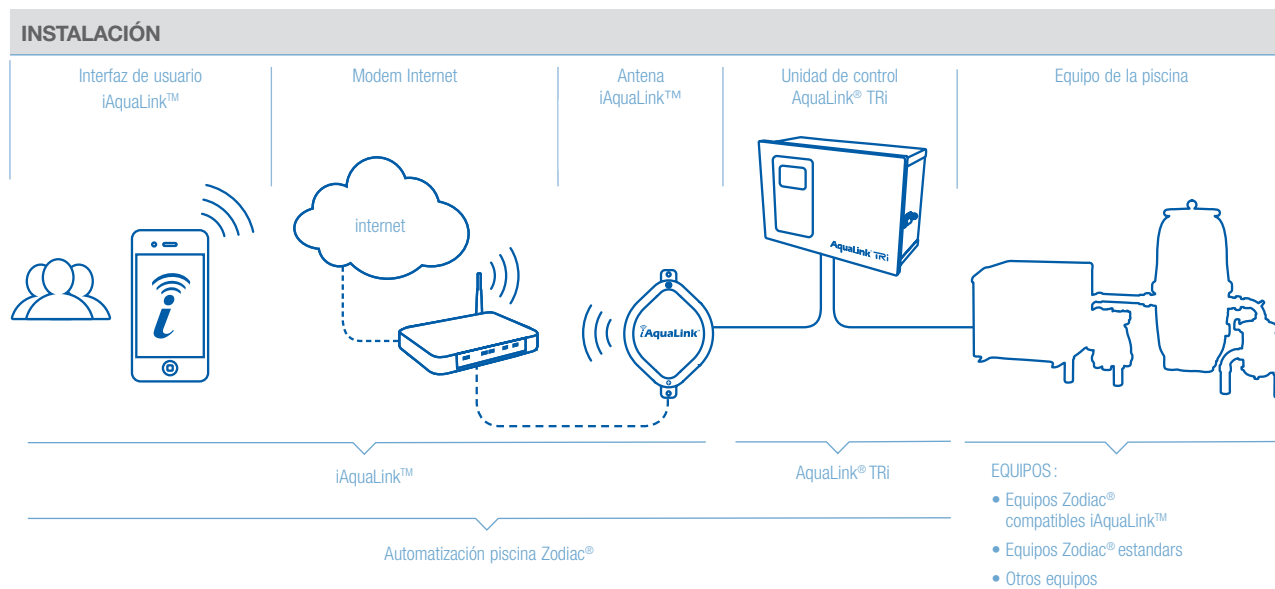 INSTALACIÓN
Interfaz de usuario
iAquaLink™
Modem Internet
Antena
iAquaLink™
Unidad de control
AquaLink® TRi
Equipo de la piscina
internet
AquaLink TRi
iAquaLink™
iAquaLink™
AquaLink® TRi
Automatización piscina Zodiac®
EQUIPOS :
• Equipos Zodiac®
compatibles iAquaLink™
• Equipos Zodiac® estandars
• Otros equipos